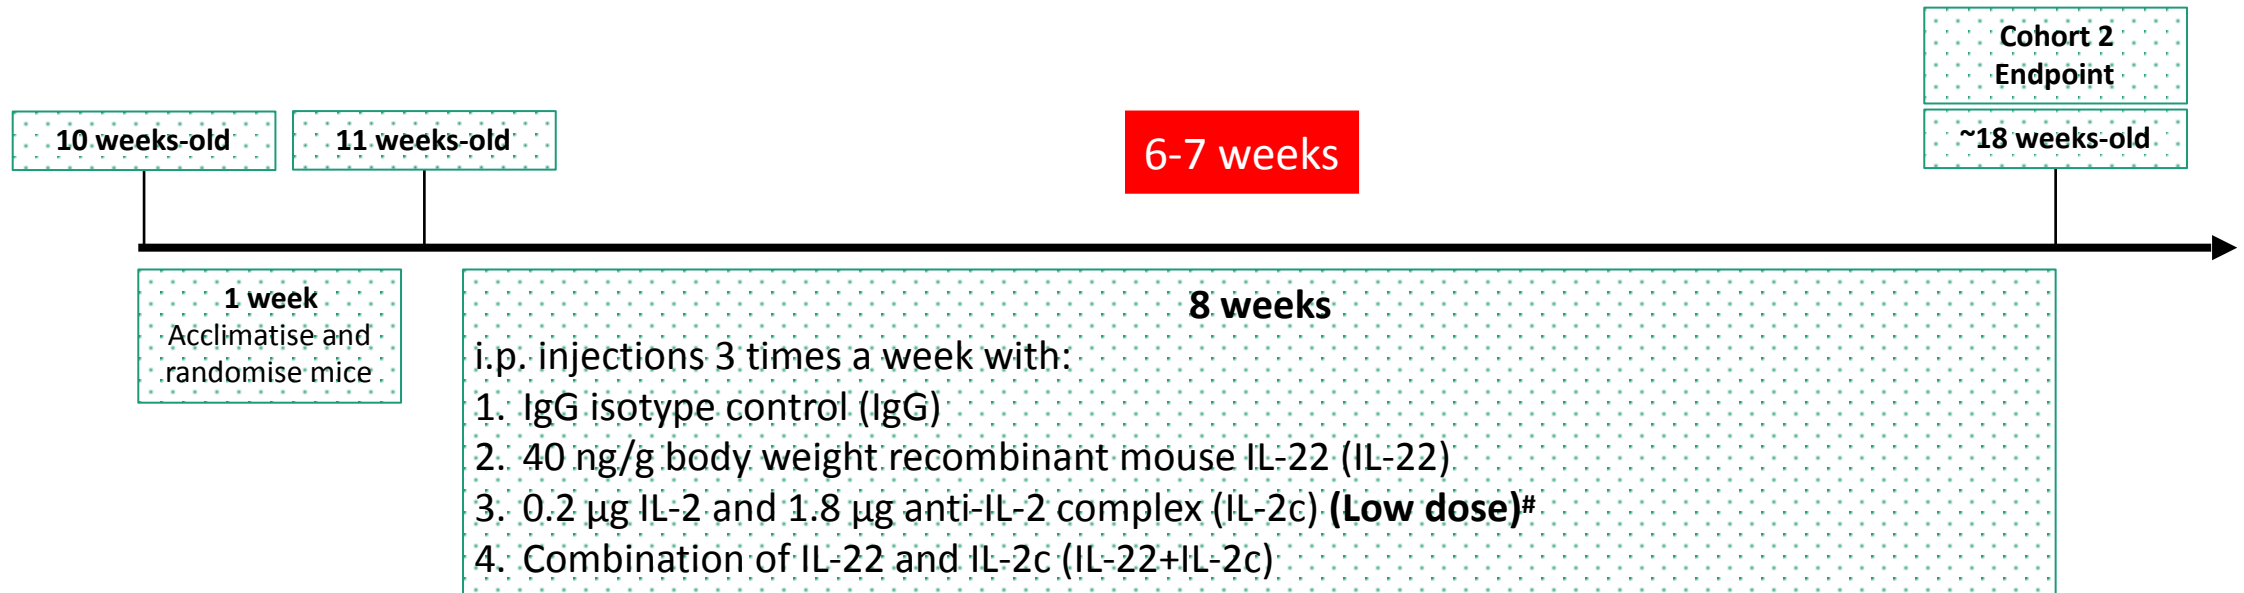 Cohort 2
Endpoint
10 weeks-old
11 weeks-old
6-7 weeks
~18 weeks-old
1 week
Acclimatise and
randomise mice
8 weeks
i.p. injections 3 times a week with:
1. IgG isotype control (IgG)
2. 40 ng/g body weight recombinant mouse IL-22 (IL-22)
3. 0.2 µg IL-2 and 1.8 µg anti-IL-2 complex (IL-2c) (Low dose)#
4. Combination of IL-22 and IL-2c (IL-22+IL-2c)